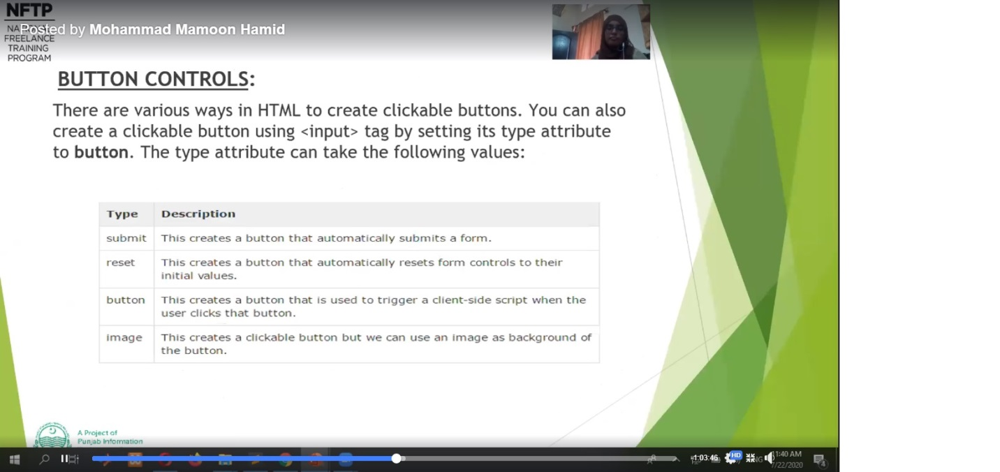 NFTP
Posted by Mohammad Mamoon Hamid
FREELANCE
TRAINING
PROGRAM
BUTTON CONTROLS:
There are various ways in HTML to create clickable buttons. You can also
create a clickable button using <input> tag by setting its type attribute
to button. The type attribute can take the following values:
Type Description
submit This creates a button that automatically submits a form.
reset This creates a button that automatically resets form controls to their
initial values.
button This creates a button that is used to trigger a client-side script when the
user clicks that button.
image This creates a clickable button but we can use an image as background of
the button.
A Project of
Punjab Information
-1:03:46 HD 11:40 AM
7/22/2020 4